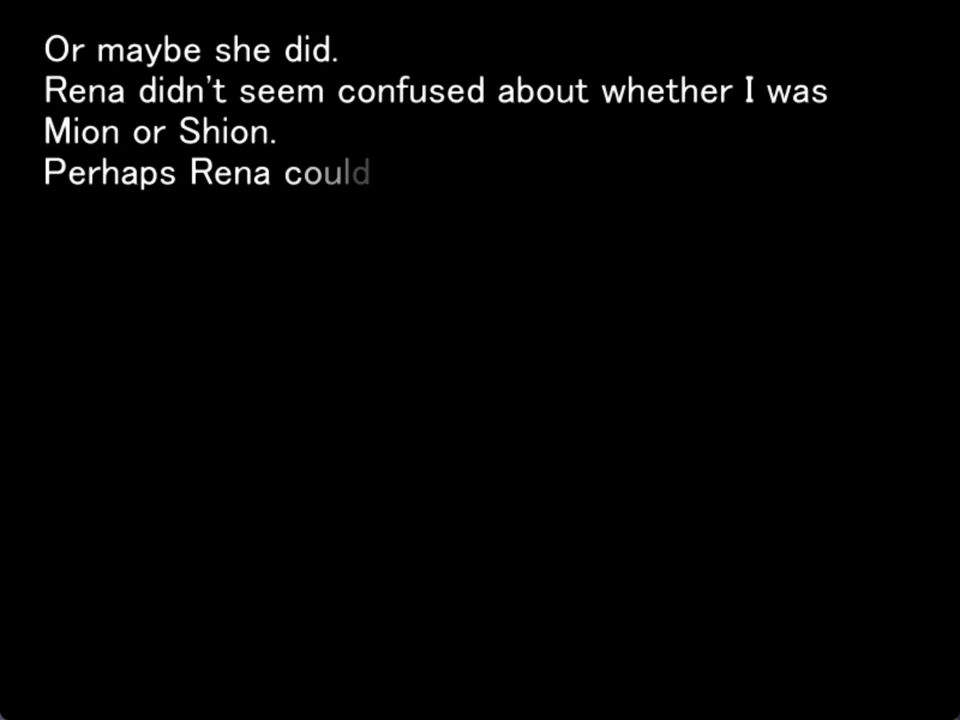 Or maybe she did.
Rena didn't seem confused about whether I was
Mion or Shion.
Perhaps Rena could